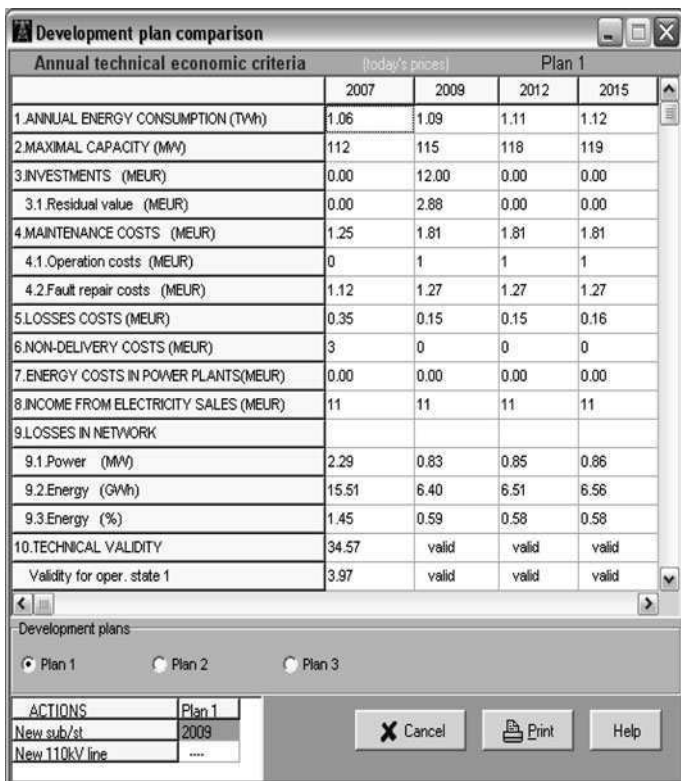 Development plan comparison
Annual technical economic criteria (today's prices) Plan 1
2007 2009 2012 2015
1.ANNUAL ENERGY CONSUMPTION (TWh) 1.06 1.09 1.11 1.12
2.MAXIMAL CAPACITY (MW) 112 115 118 119
3.INVESTMENTS (MEUR) 0.00 12.00 0.00 0.00
3.1.Residual value (MEUR) 0.00 2.88 0.00 0.00
4.MAINTENANCE COSTS (MEUR) 1.25 1.81 1.81 1.81
4.1.Operation costs (MEUR) 0 1 1 1
4.2.Fault repair costs (MEUR) 1.12 1.27 1.27 1.27
5.LOSSES COSTS (MEUR) 0.35 0.15 0.15 0.16
6.NON-DELIVERY COSTS (MEUR) 3 0 0 0
7.ENERGY COSTS IN POWER PLANTS(MEUR) 0.00 0.00 0.00 0.00
8.INCOME FROM ELECTRICITY SALES (MEUR) 11 11 11 11
9.LOSSES IN NETWORK
9.1.Power (MW) 2.29 0.83 0.85 0.86
9.2.Energy (GWh) 15.51 6.40 6.51 6.56
9.3.Energy (%) 1.45 0.59 0.58 0.58
10.TECHNICAL VALIDITY 34.57 valid valid valid
Validity for oper. state 1 3.97 valid valid valid
Development plans
Plan 1 Plan 2 Plan 3
ACTIONS Plan 1
New sub/st 2009
New 110kV line ----
Cancel Print Help